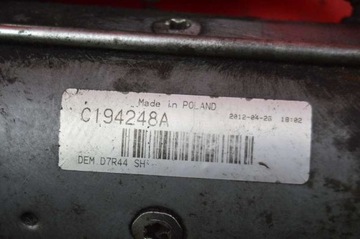 Made in POLAND
C194248A 2012-04-26 18:02
DEM D7R44 SH